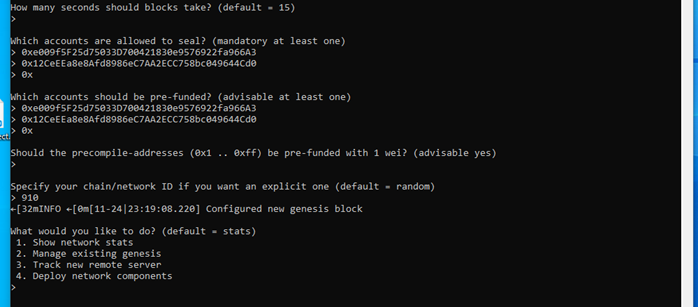 How many seconds should blocks take? (default = 15)
>
Which accounts are allowed to seal? (mandatory at least one)
> 0xe009f5F25d75033D700421830e9576922fa966A3
> 0x12CeEEa8e8Afd8986eC7AA2ECC758bc049644Cd0
> 0x
Which accounts should be pre-funded? (advisable at least one)
> 0xe009f5F25d75033D700421830e9576922fa966A3
> 0x12CeEEa8e8Afd8986eC7AA2ECC758bc049644Cd0
> 0x
Should the precompile-addresses (0x1 .. 0xff) be pre-funded with 1 wei? (advisable yes)
>
Specify your chain/network ID if you want an explicit one (default = random)
> 910
←[32mINFO ←[0m[11-24|23:19:08.220] Configured new genesis block
What would you like to do? (default = stats)
1. Show network stats
2. Manage existing genesis
3. Track new remote server
4. Deploy network components
>